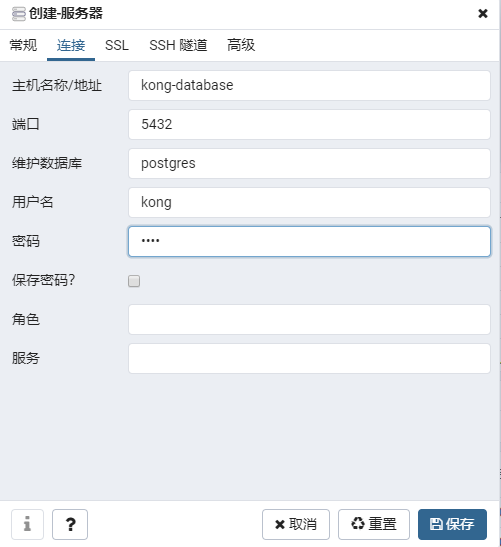 创建-服务器
常规 连接 SSL SSH 隧道 高级
主机名称/地址 kong-database
端口 5432
维护数据库 postgres
用户名 kong
密码 ••••
保存密码?
角色
服务
i ? 取消 重置 保存